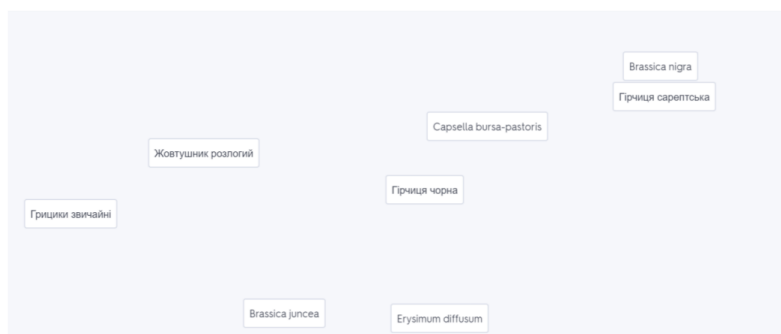 Brassica nigra
Гірчиця сарептська
Capsella bursa-pastoris
Жовтушник розлогий
Гірчиця чорна
Грицики звичайні
Brassica juncea
Erysimum diffusum